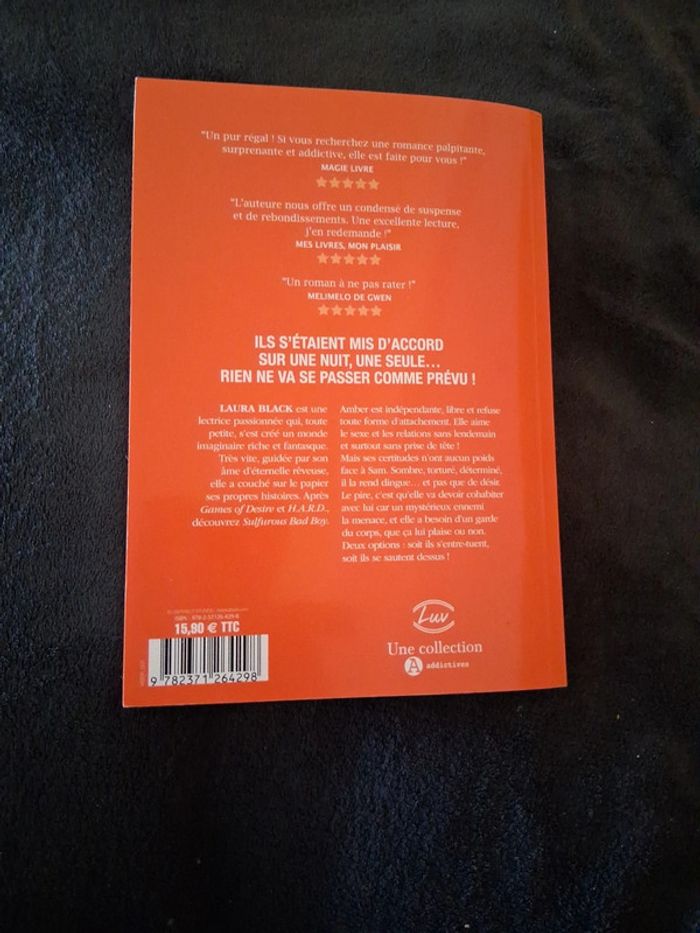 "Un pur régal ! Si vous recherchez une romance palpitante,
surprenante et addictive, elle est faite pour vous !"
MAGIE LIVRE
"L'auteure nous offre un condensé de suspense
et de rebondissements. Une excellente lecture,
j'en redemande !"
MES LIVRES, MON PLAISIR
"Un roman à ne pas rater !"
MELIMELO DE GWEN
ILS S'ÉTAIENT MIS D'ACCORD
SUR UNE NUIT, UNE SEULE...
RIEN NE VA SE PASSER COMME PRÉVU !
LAURA BLACK est une
lectrice passionnée qui, toute
petite, s'est créé un monde
imaginaire riche et fantasque.
Très vite, guidée par son
âme d'éternelle rêveuse,
elle a couché sur le papier
ses propres histoires. Après
Games of Desire et H.A.R.D.,
découvrez Sulfurous Bad Boy.
Amber est indépendante, libre et refuse
toute forme d'attachement. Elle aime
le sexe et les relations sans lendemain
et surtout sans prise de tête !
Mais ses certitudes n'ont aucun poids
face à Sam. Sombre, torturé, déterminé,
il la rend dingue... et pas que de désir.
Le pire, c'est qu'elle va devoir cohabiter
avec lui car un mystérieux ennemi
la menace, et elle a besoin d'un garde
du corps, que ça lui plaise ou non.
Deux options : soit ils s'entre-tuent,
soit ils se sautent dessus !
ISBN : 978-2-37126-429-8
15,90 € TTC
9 782371 264298
Luv
Une collection
A addictives